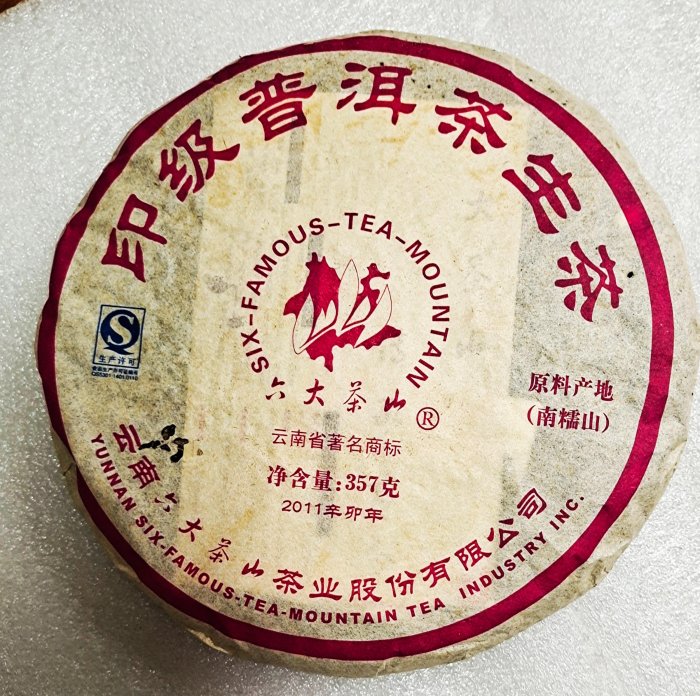 印级普洱茶生茶
SIX-FAMOUS-TEA-MOUNTAIN
六大茶山®
云南省著名商标
净含量:357克
2011年卯年
生产许可
原料产地
(南糯山)
云南六大茶山茶业股份有限公司
YUNNAN SIX-FAMOUS-TEA-MOUNTAIN TEA INDUSTRY INC.